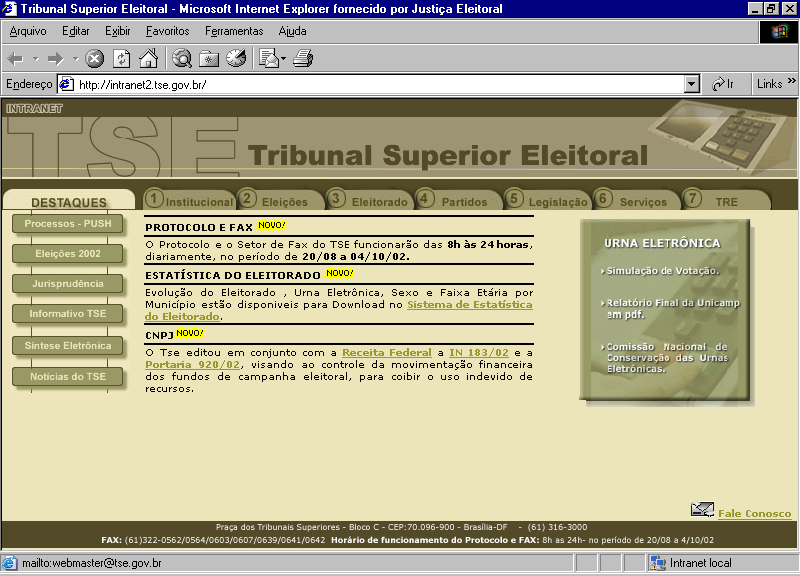 Tribunal Superior Eleitoral - Microsoft Internet Explorer fornecido por Justiça Eleitoral
Arquivo Editar Exibir Favoritos Ferramentas Ajuda
Endereço http://intranet2.tse.gov.br/ Ir Links »
INTRANET
TSE
Tribunal Superior Eleitoral
DESTAQUES 1 Institucional 2 Eleições 3 Eleitorado 4 Partidos 5 Legislação 6 Serviços 7 TRE
Processos - PUSH
Eleições 2002
Jurisprudência
Informativo TSE
Síntese Eletrônica
Notícias do TSE
PROTOCOLO E FAX NOVO!
O Protocolo e o Setor de Fax do TSE funcionarão das 8h às 24 horas,
diariamente, no período de 20/08 a 04/10/02.
ESTATÍSTICA DO ELEITORADO NOVO!
Evolução do Eleitorado , Urna Eletrônica, Sexo e Faixa Etária por
Município estão disponiveis para Download no Sistema de Estatística
do Eleitorado.
CNPJ NOVO!
O Tse editou em conjunto com a Receita Federal a IN 183/02 e a
Portaria 920/02, visando ao controle da movimentação financeira
dos fundos de campanha eleitoral, para coibir o uso indevido de
recursos.
URNA ELETRÔNICA
Simulação de Votação.
Relatório Final da Unicamp
em pdf.
Comissão Nacional de
Conservação das Urnas
Eletrônicas.
Fale Conosco
Praça dos Tribunais Superiores - Bloco C - CEP:70.096-900 - Brasília-DF - (61) 316-3000
FAX: (61)322-0562/0564/0603/0607/0639/0641/0642 Horário de funcionamento do Protocolo e FAX: 8h as 24h- no período de 20/08 a 4/10/02
mailto:webmaster@tse.gov.br Intranet local